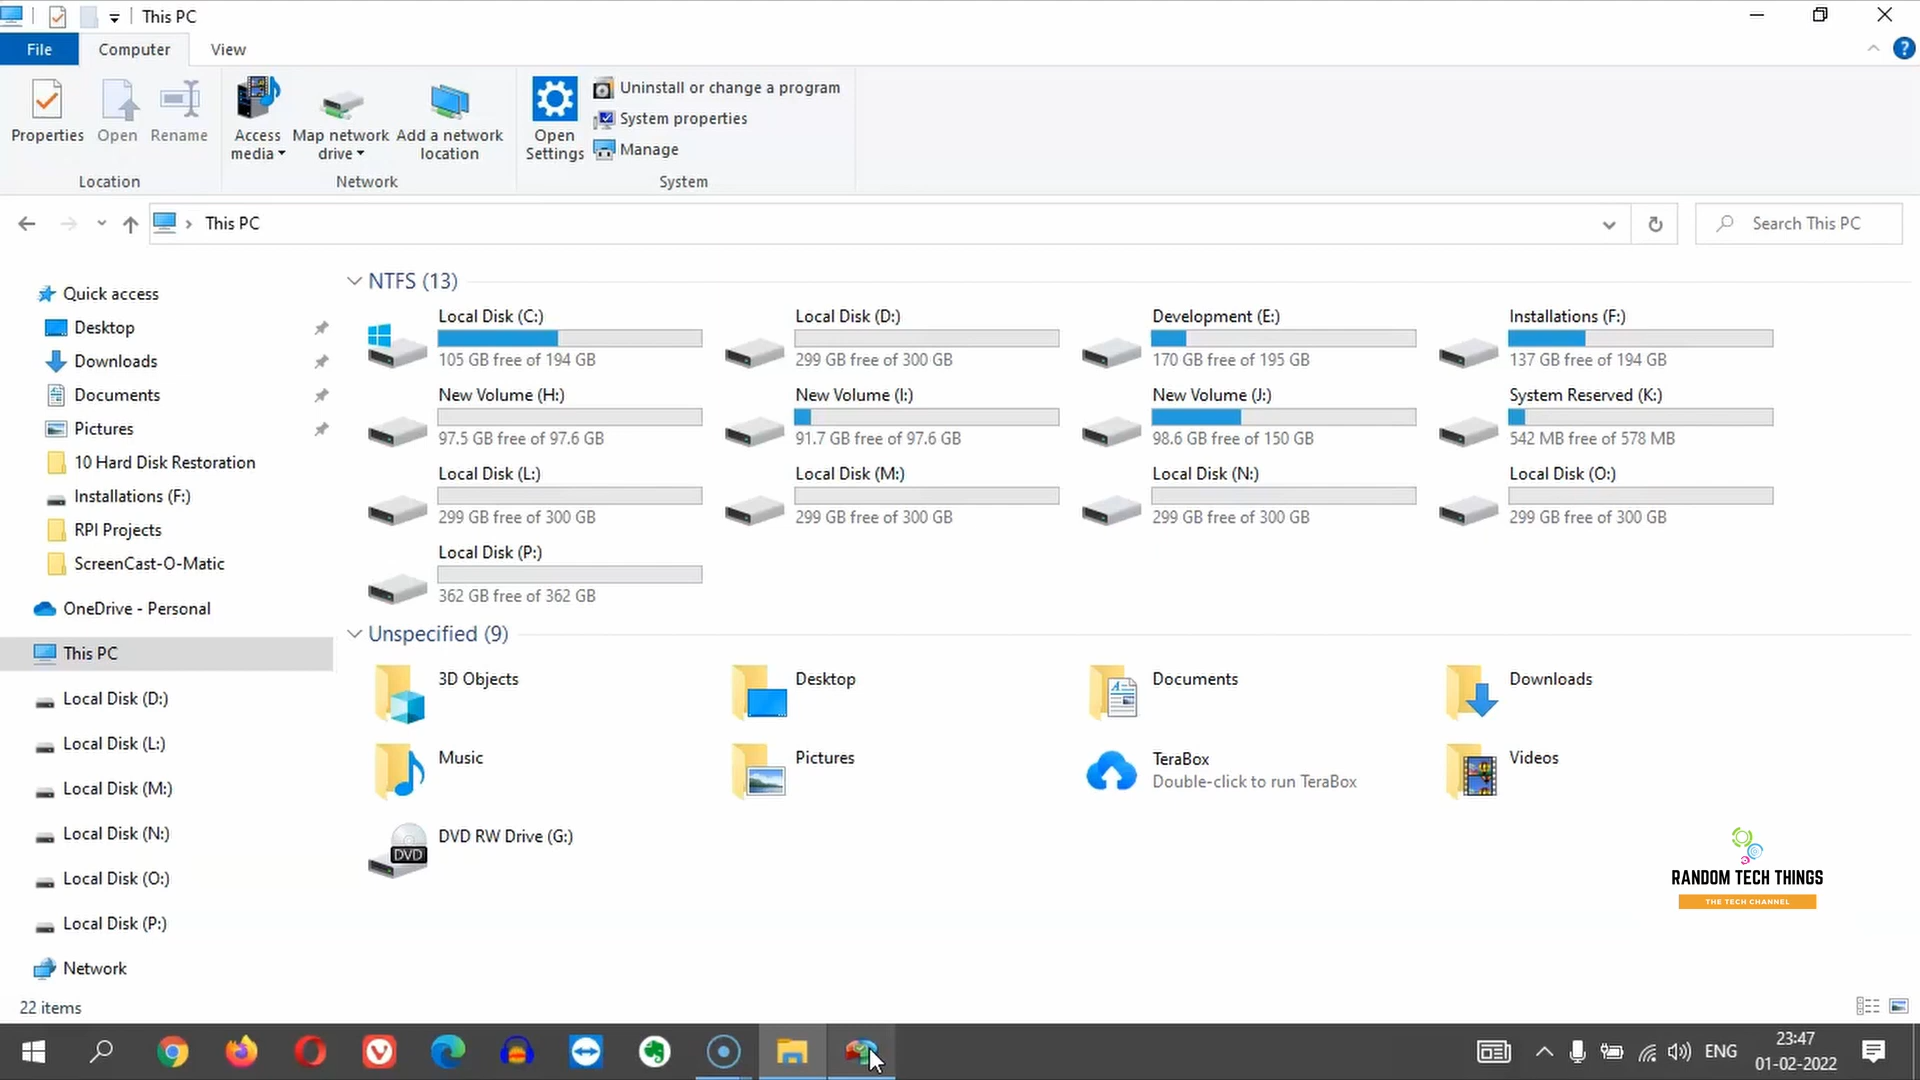 This PC
File
Computer
View
Properties
Open
Rename
Access
media
Map network
drive
Add a network
location
Open
Settings
Uninstall or change a program
System properties
Manage
Location
Network
System
This PC
Search This PC
Quick access
Desktop
Downloads
Documents
Pictures
10 Hard Disk Restoration
Installations (F:)
RPI Projects
ScreenCast-O-Matic
OneDrive - Personal
This PC
Local Disk (D:)
Local Disk (L:)
Local Disk (M:)
Local Disk (N:)
Local Disk (O:)
Local Disk (P:)
Network
NTFS (13)
Local Disk (C:)
105 GB free of 194 GB
Local Disk (D:)
299 GB free of 300 GB
Development (E:)
170 GB free of 195 GB
Installations (F:)
137 GB free of 194 GB
New Volume (H:)
97.5 GB free of 97.6 GB
New Volume (I:)
91.7 GB free of 97.6 GB
New Volume (J:)
98.6 GB free of 150 GB
System Reserved (K:)
542 MB free of 578 MB
Local Disk (L:)
299 GB free of 300 GB
Local Disk (M:)
299 GB free of 300 GB
Local Disk (N:)
299 GB free of 300 GB
Local Disk (O:)
299 GB free of 300 GB
Local Disk (P:)
362 GB free of 362 GB
Unspecified (9)
3D Objects
Desktop
Documents
Downloads
Music
Pictures
TeraBox
Double-click to run TeraBox
Videos
DVD
DVD RW Drive (G:)
RANDOM TECH THINGS
THE TECH CHANNEL
22 items
ENG
23:47
01-02-2022